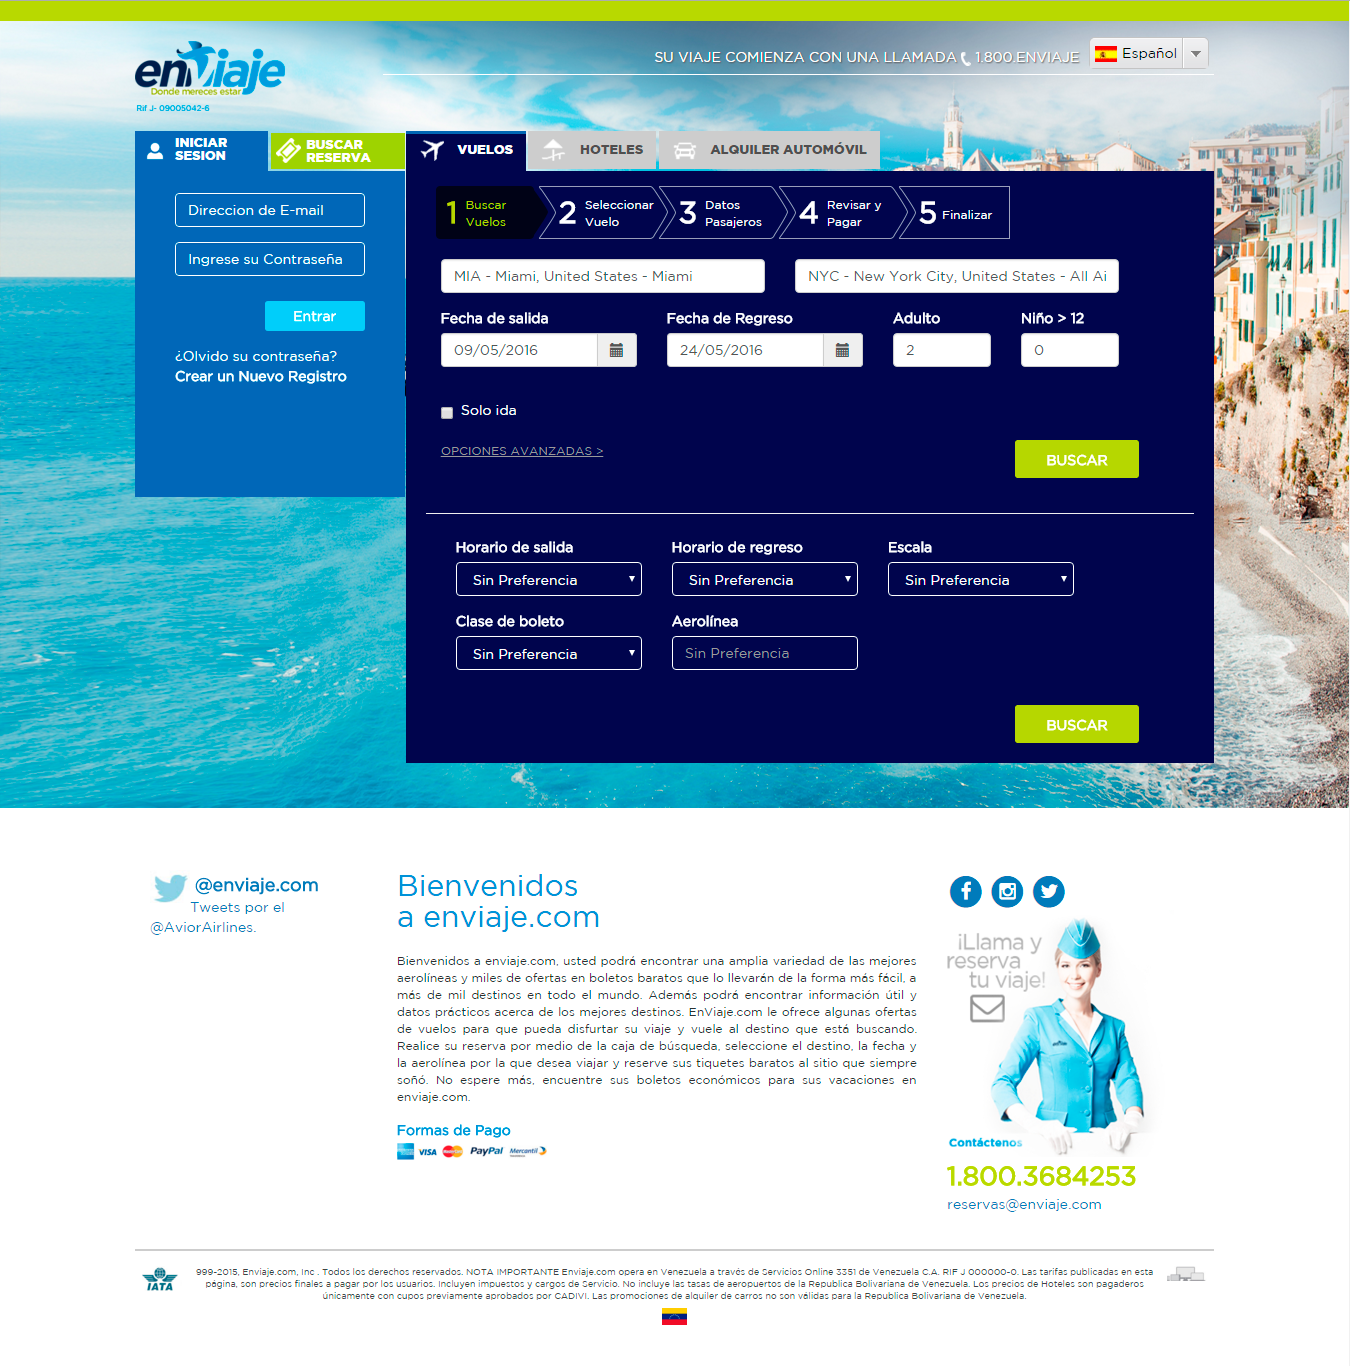 enviaje
Donde mereces estar
Rif J- 09005042-6
SU VIAJE COMIENZA CON UNA LLAMADA 1.800.ENVIAJE
Español
INICIAR
SESION
BUSCAR
RESERVA
VUELOS
HOTELES
ALQUILER AUTOMÓVIL
Direccion de E-mail
Ingrese su Contraseña
Entrar
¿Olvido su contraseña?
Crear un Nuevo Registro
1 Buscar
Vuelos
2 Seleccionar
Vuelo
3 Datos
Pasajeros
4 Revisar y
Pagar
5 Finalizar
MIA - Miami, United States - Miami
NYC - New York City, United States - All Ai
Fecha de salida
Fecha de Regreso
Adulto
Niño > 12
09/05/2016
24/05/2016
2
0
Solo ida
OPCIONES AVANZADAS >
BUSCAR
Horario de salida
Horario de regreso
Escala
Sin Preferencia
Sin Preferencia
Sin Preferencia
Clase de boleto
Aerolínea
Sin Preferencia
Sin Preferencia
BUSCAR
@enviaje.com
Tweets por el
@AviorAirlines.
Bienvenidos
a enviaje.com
Bienvenidos a enviaje.com, usted podrá encontrar una amplia variedad de las mejores
aerolíneas y miles de ofertas en boletos baratos que lo llevarán de la forma más fácil, a
más de mil destinos en todo el mundo. Además podrá encontrar información útil y
datos prácticos acerca de los mejores destinos. EnViaje.com le ofrece algunas ofertas
de vuelos para que pueda disfurtar su viaje y vuele al destino que está buscando.
Realice su reserva por medio de la caja de búsqueda, seleccione el destino, la fecha y
la aerolínea por la que desea viajar y reserve sus tiquetes baratos al sitio que siempre
soñó. No espere más, encuentre sus boletos económicos para sus vacaciones en
enviaje.com.
Formas de Pago
VISA
MasterCard
PayPal
Mercantil
¡Llama y
reserva
tu viaje!
Contáctenos
1.800.3684253
reservas@enviaje.com
IATA
999-2015, Enviaje.com, Inc . Todos los derechos reservados. NOTA IMPORTANTE Enviaje.com opera en Venezuela a través de Servicios Online 3351 de Venezuela C.A. RIF J 000000-0. Las tarifas publicadas en esta
página, son precios finales a pagar por los usuarios. Incluyen impuestos y cargos de Servicio. No incluye las tasas de aeropuertos de la Republica Bolivariana de Venezuela. Los precios de Hoteles son pagaderos
únicamente con cupos previamente aprobados por CADIVI. Las promociones de alquiler de carros no son válidas para la Republica Bolivariana de Venezuela.